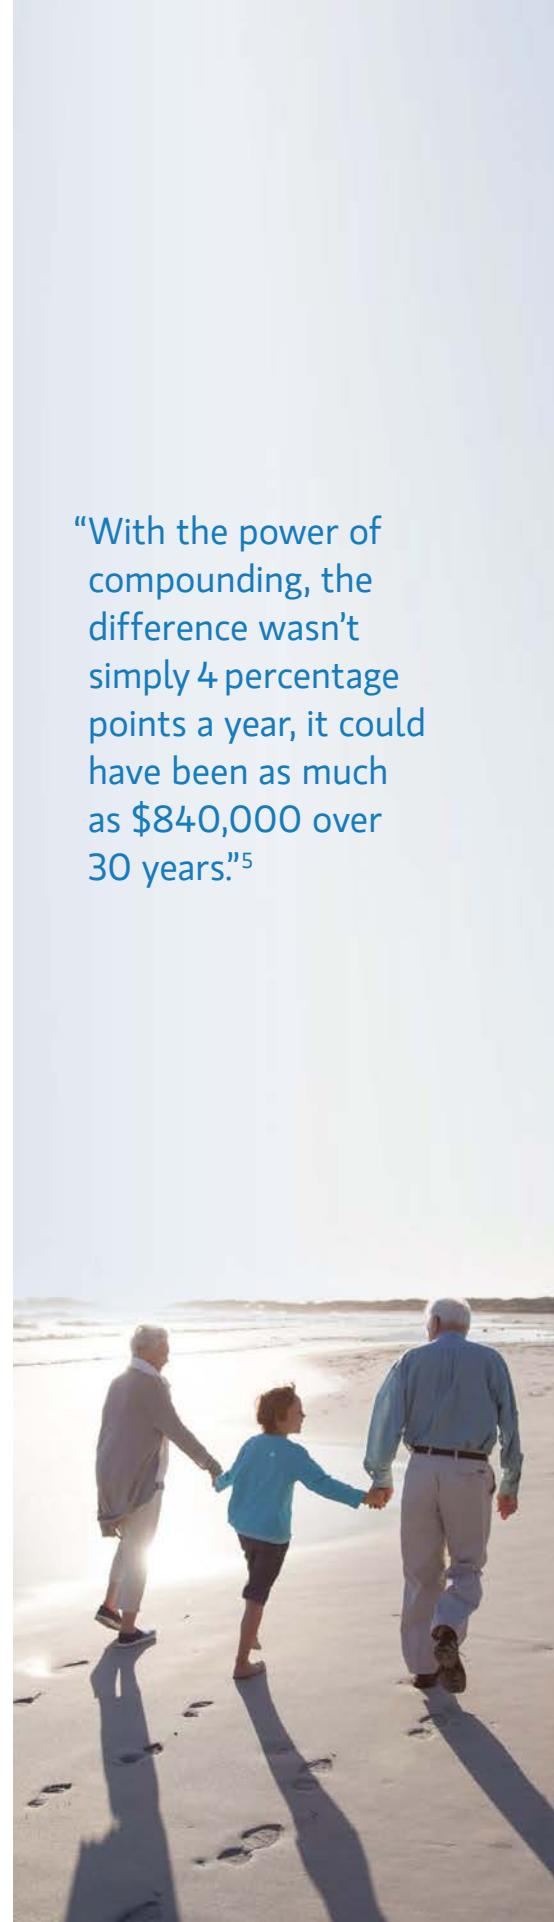 “With the power of
compounding, the
difference wasn’t
simply 4 percentage
points a year, it could
have been as much
as $840,000 over
30 years.”5